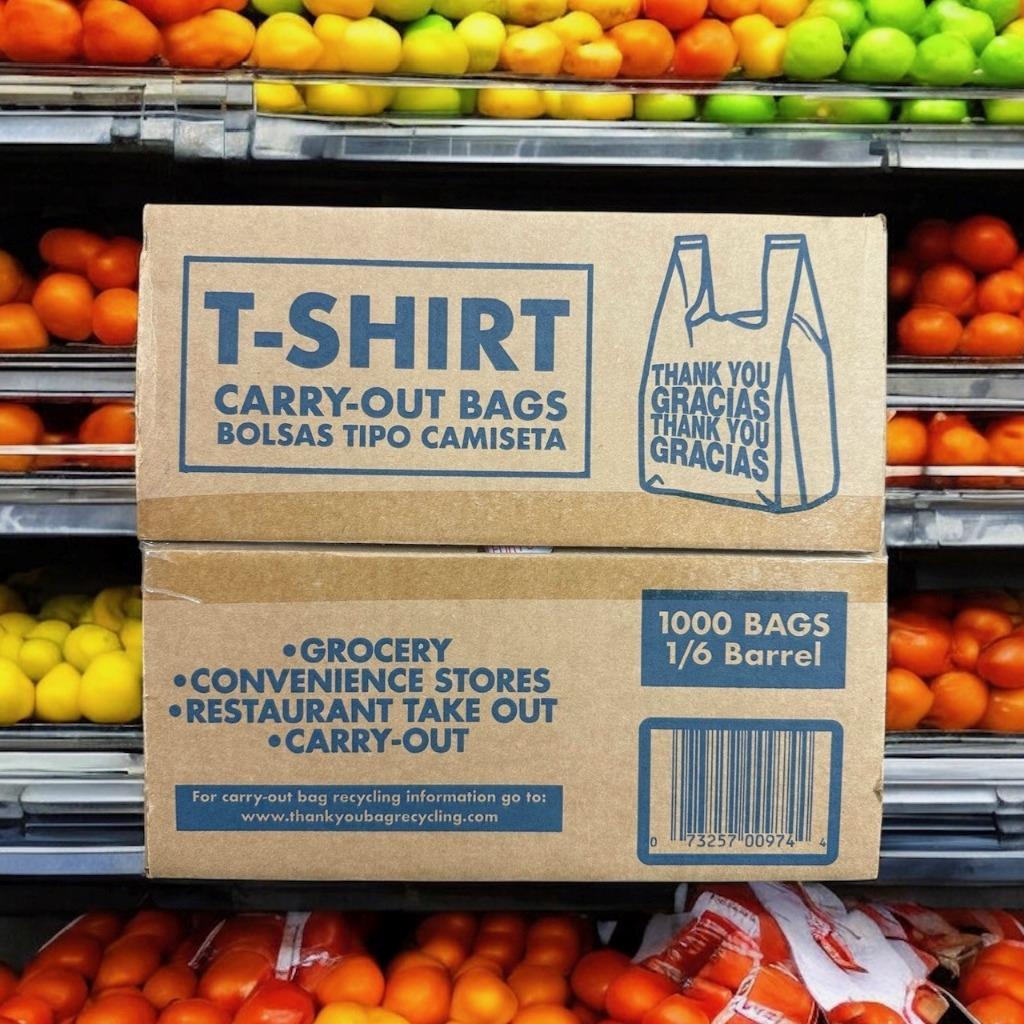 T-SHIRT
CARRY-OUT BAGS
BOLSAS TIPO CAMISETA
THANK YOU
GRACIAS
THANK YOU
GRACIAS
•GROCERY
•CONVENIENCE STORES
•RESTAURANT TAKE OUT
•CARRY-OUT
For carry-out bag recycling information go to:
www.thankyoubagrecycling.com
1000 BAGS
1/6 Barrel
0 73257 00974 4